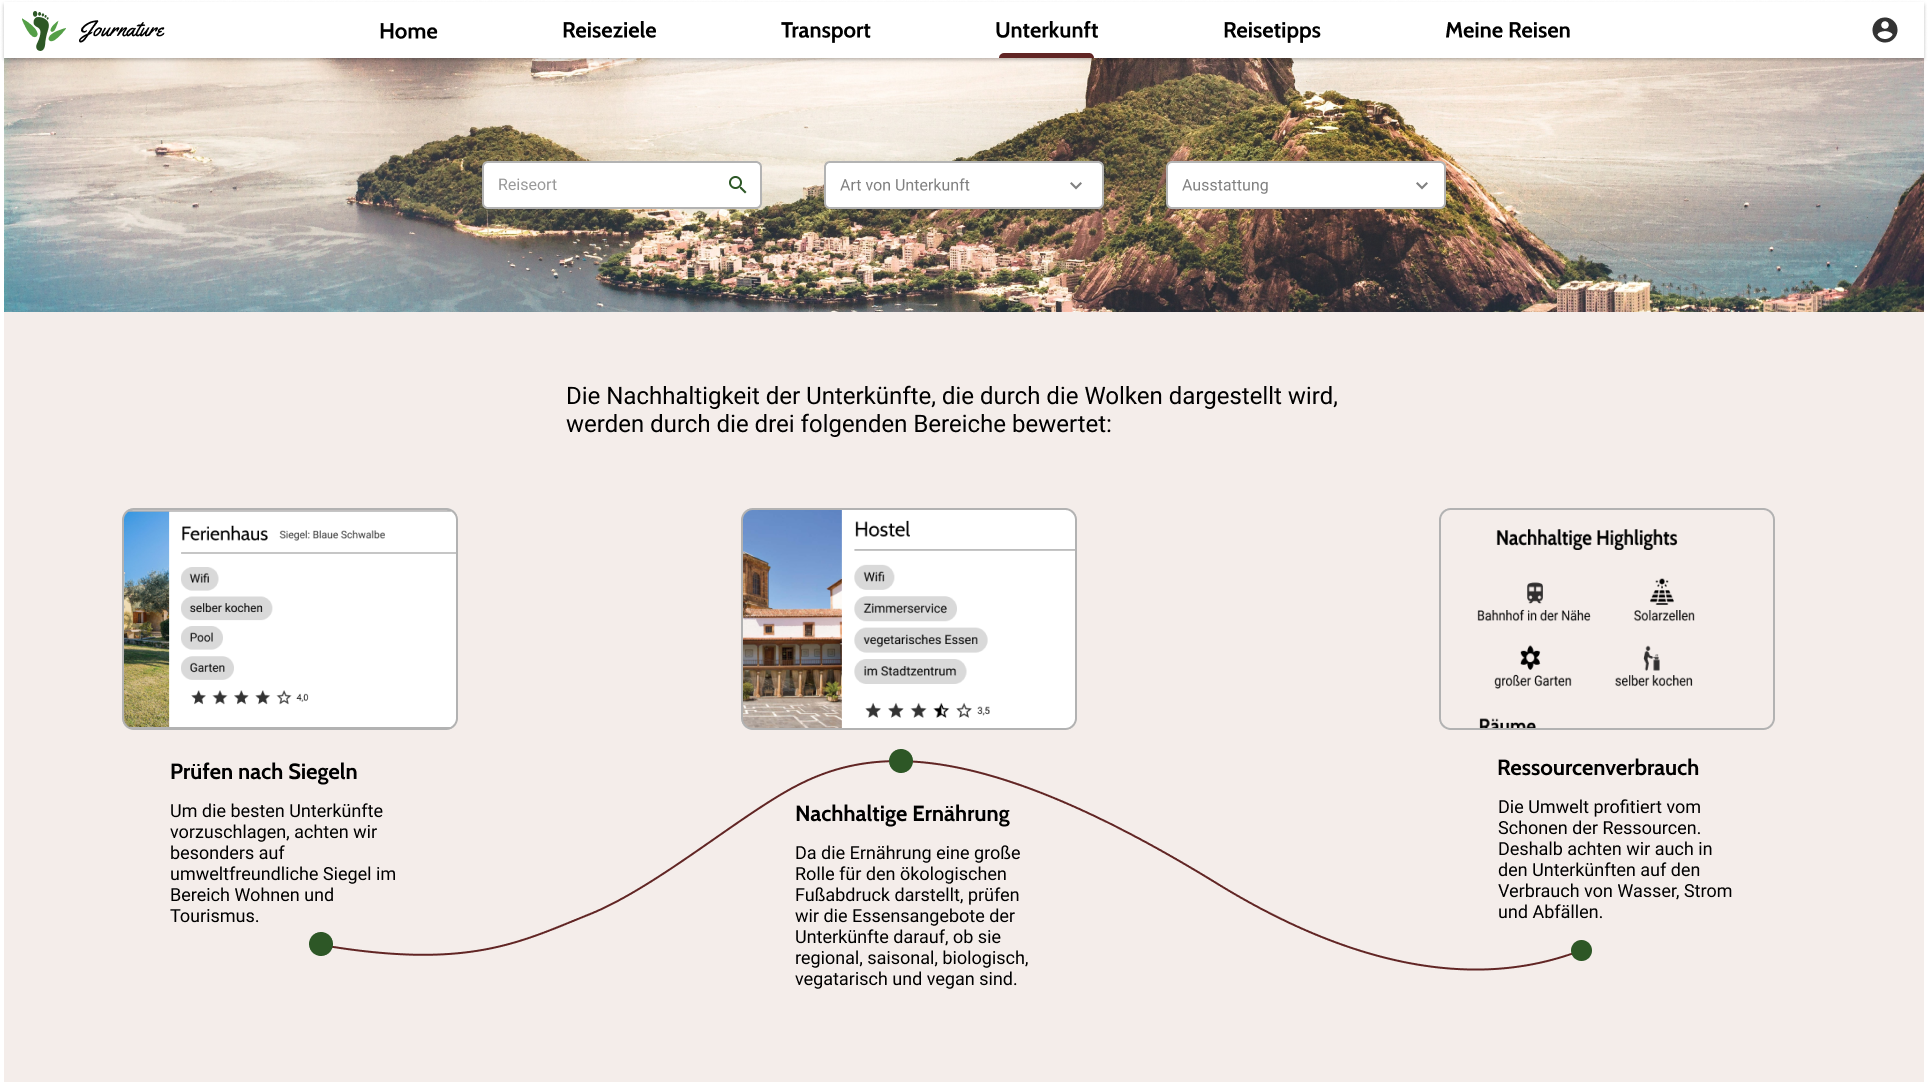 Journature
Home
Reiseziele
Transport
Unterkunft
Reisetipps
Meine Reisen
Reiseort
Art von Unterkunft
Ausstattung
Die Nachhaltigkeit der Unterkünfte, die durch die Wolken dargestellt wird,
werden durch die drei folgenden Bereiche bewertet:
Ferienhaus
Siegel: Blaue Schwalbe
Wifi
selber kochen
Pool
Garten
4,0
Prüfen nach Siegeln
Um die besten Unterkünfte
vorzuschlagen, achten wir
besonders auf
umweltfreundliche Siegel im
Bereich Wohnen und
Tourismus.
Hostel
Wifi
Zimmerservice
vegetarisches Essen
im Stadtzentrum
3,5
Nachhaltige Ernährung
Da die Ernährung eine große
Rolle für den ökologischen
Fußabdruck darstellt, prüfen
wir die Essensangebote der
Unterkünfte darauf, ob sie
regional, saisonal, biologisch,
vegatarisch und vegan sind.
Nachhaltige Highlights
Bahnhof in der Nähe
Solarzellen
großer Garten
selber kochen
Räume
Ressourcenverbrauch
Die Umwelt profitiert vom
Schonen der Ressourcen.
Deshalb achten wir auch in
den Unterkünften auf den
Verbrauch von Wasser, Strom
und Abfällen.